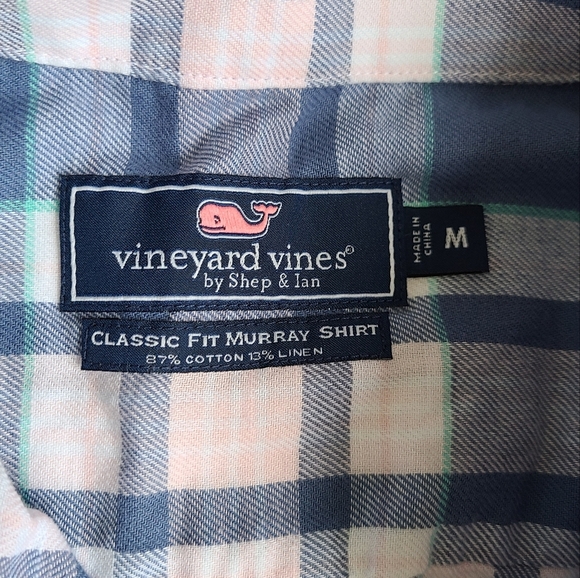 vineyard vines®
by Shep & Ian
MADE IN
CHINA
M
CLASSIC FIT MURRAY SHIRT
87% COTTON 13% LINEN